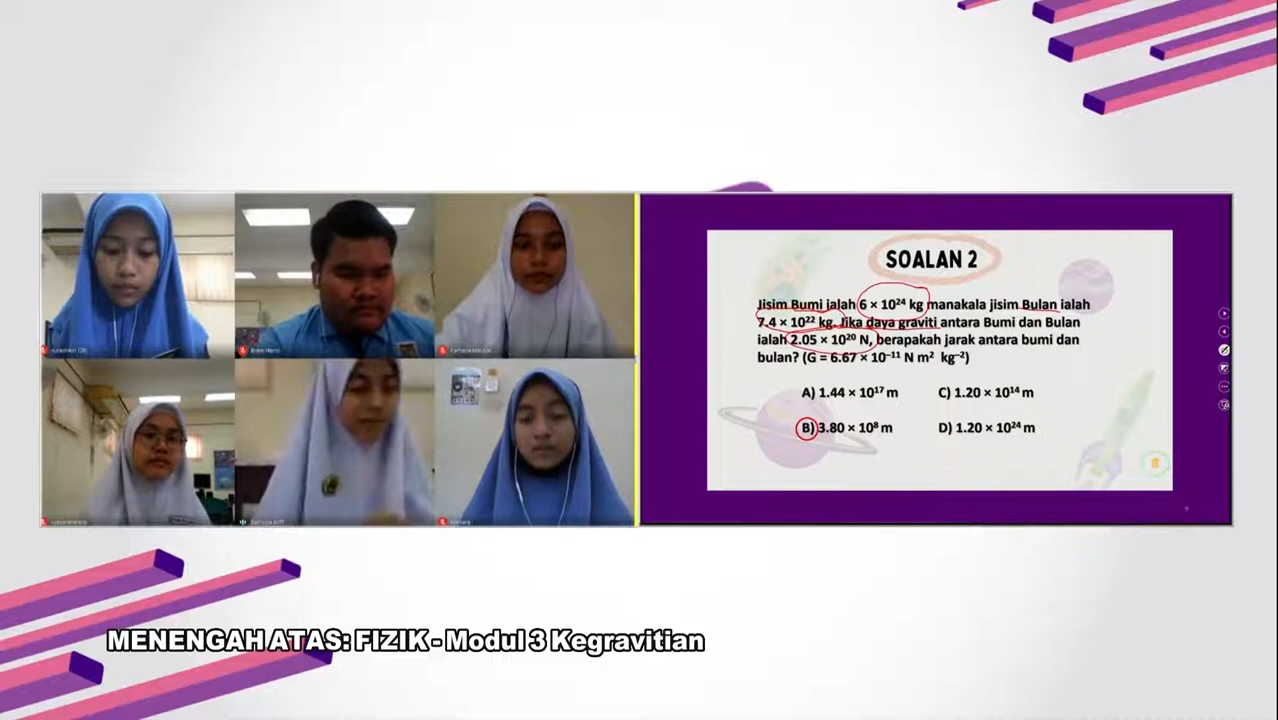 SOALAN 2
Jisim Bumi ialah 6 × 10²⁴ kg manakala jisim Bulan ialah
7.4 × 10²² kg. Jika daya graviti antara Bumi dan Bulan
ialah 2.05 × 10²⁰ N, berapakah jarak antara bumi dan
bulan? (G = 6.67 × 10⁻¹¹ N m² kg⁻²)
A) 1.44 × 10¹⁷ m
C) 1.20 × 10¹⁴ m
B) 3.80 × 10⁸ m
D) 1.20 × 10²⁴ m
MENENGAH ATAS: FIZIK - Modul 3 Kegravitian